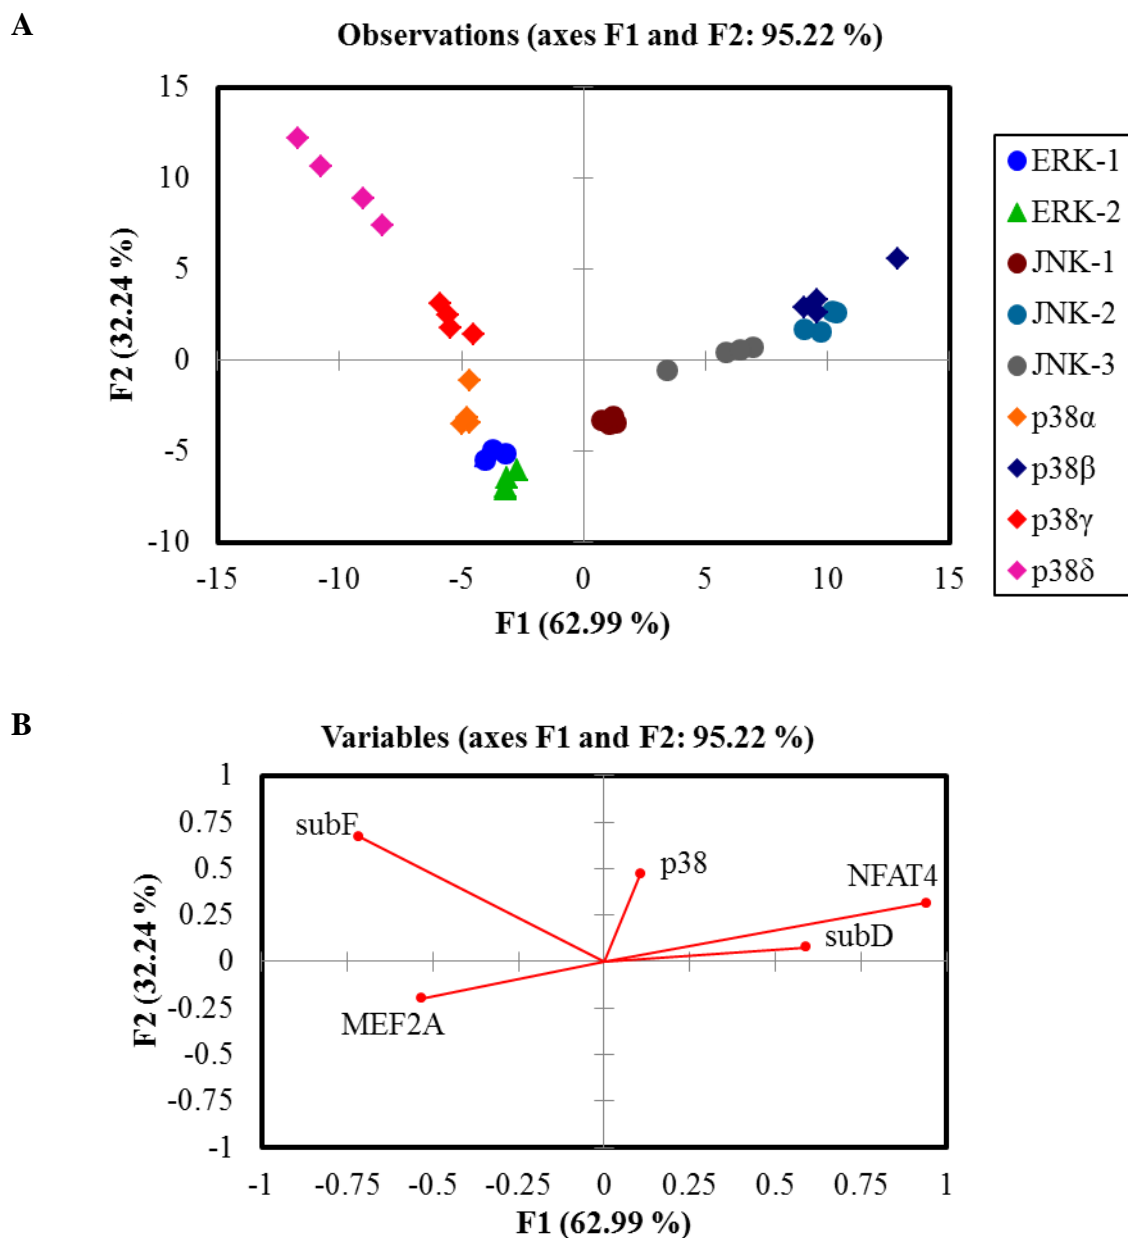 A
Observations (axes F1 and F2: 95.22 %)
15
10
5
0
-5
-10
F2 (32.24 %)
-15 -10 -5 0 5 10 15
F1 (62.99 %)
ERK-1
ERK-2
JNK-1
JNK-2
JNK-3
p38α
p38β
p38γ
p38δ
B
Variables (axes F1 and F2: 95.22 %)
1
0.75
0.5
0.25
0
-0.25
-0.5
-0.75
-1
F2 (32.24 %)
subF
p38
NFAT4
subD
MEF2A
-1 -0.75 -0.5 -0.25 0 0.25 0.5 0.75 1
F1 (62.99 %)